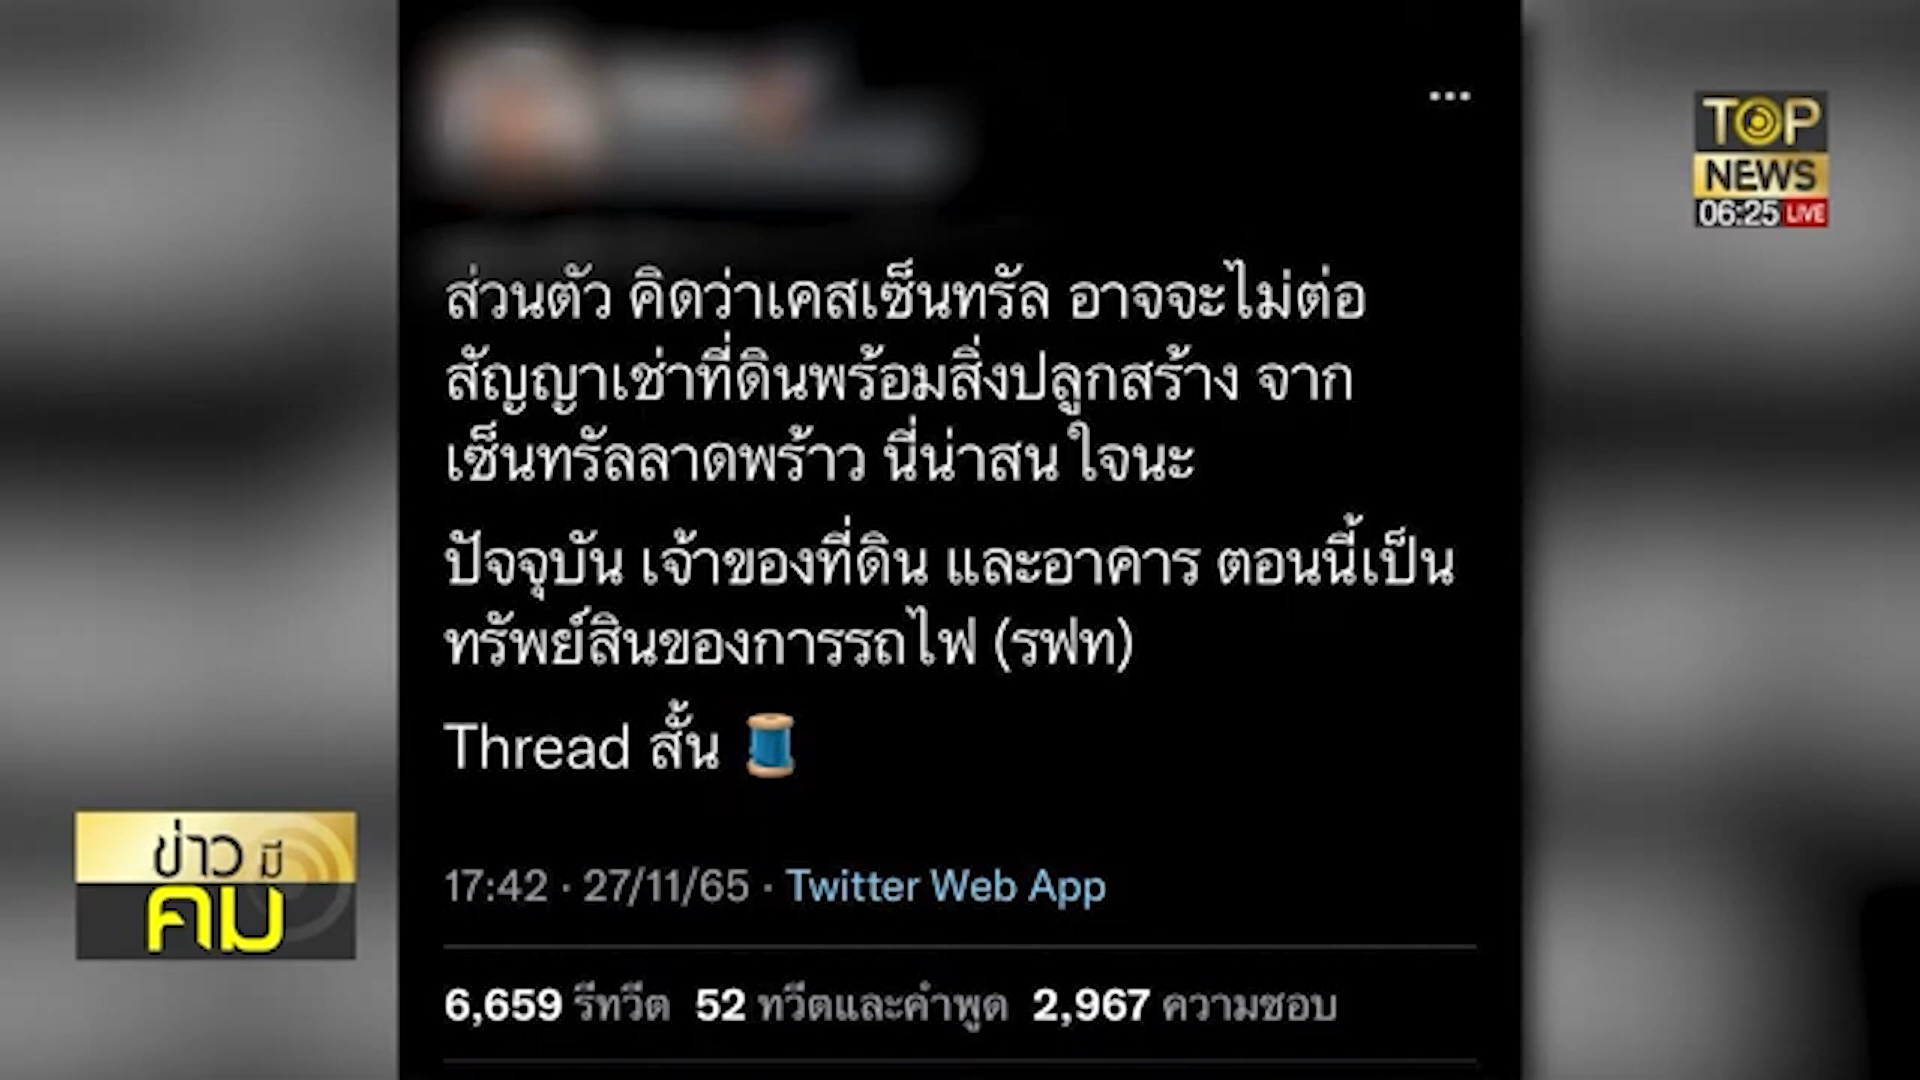 ...
TOP
NEWS
06:25 LIVE
ส่วนตัว คิดว่าเคสเซ็นทรัล อาจจะไม่ต่อ
สัญญาเช่าที่ดินพร้อมสิ่งปลูกสร้าง จาก
เซ็นทรัลลาดพร้าว นี่น่าสนใจนะ
ปัจจุบัน เจ้าของที่ดิน และอาคาร ตอนนี้เป็น
ทรัพย์สินของการรถไฟ (รฟท)
Thread สั้น 🧵
ข่าว มี
คม
17:42 · 27/11/65 · Twitter Web App
6,659 รีทวีต 52 ทวีตและคำพูด 2,967 ความชอบ